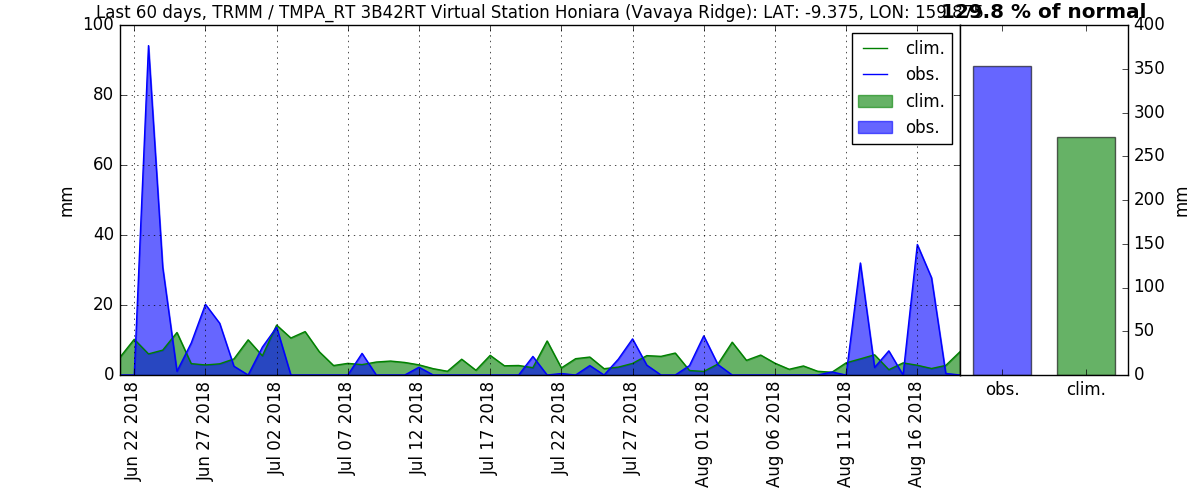 Last 60 days, TRMM / TMPA_RT 3B42RT Virtual Station Honiara (Vavaya Ridge): LAT: -9.375, LON:
129.8 % of normal
100
80
60
40
20
0
mm
clim.
obs.
clim.
obs.
Jun 22 2018
Jun 27 2018
Jul 02 2018
Jul 07 2018
Jul 12 2018
Jul 17 2018
Jul 22 2018
Jul 27 2018
Aug 01 2018
Aug 06 2018
Aug 11 2018
Aug 16 2018
400
350
300
250
200
150
100
50
0
mm
obs.
clim.